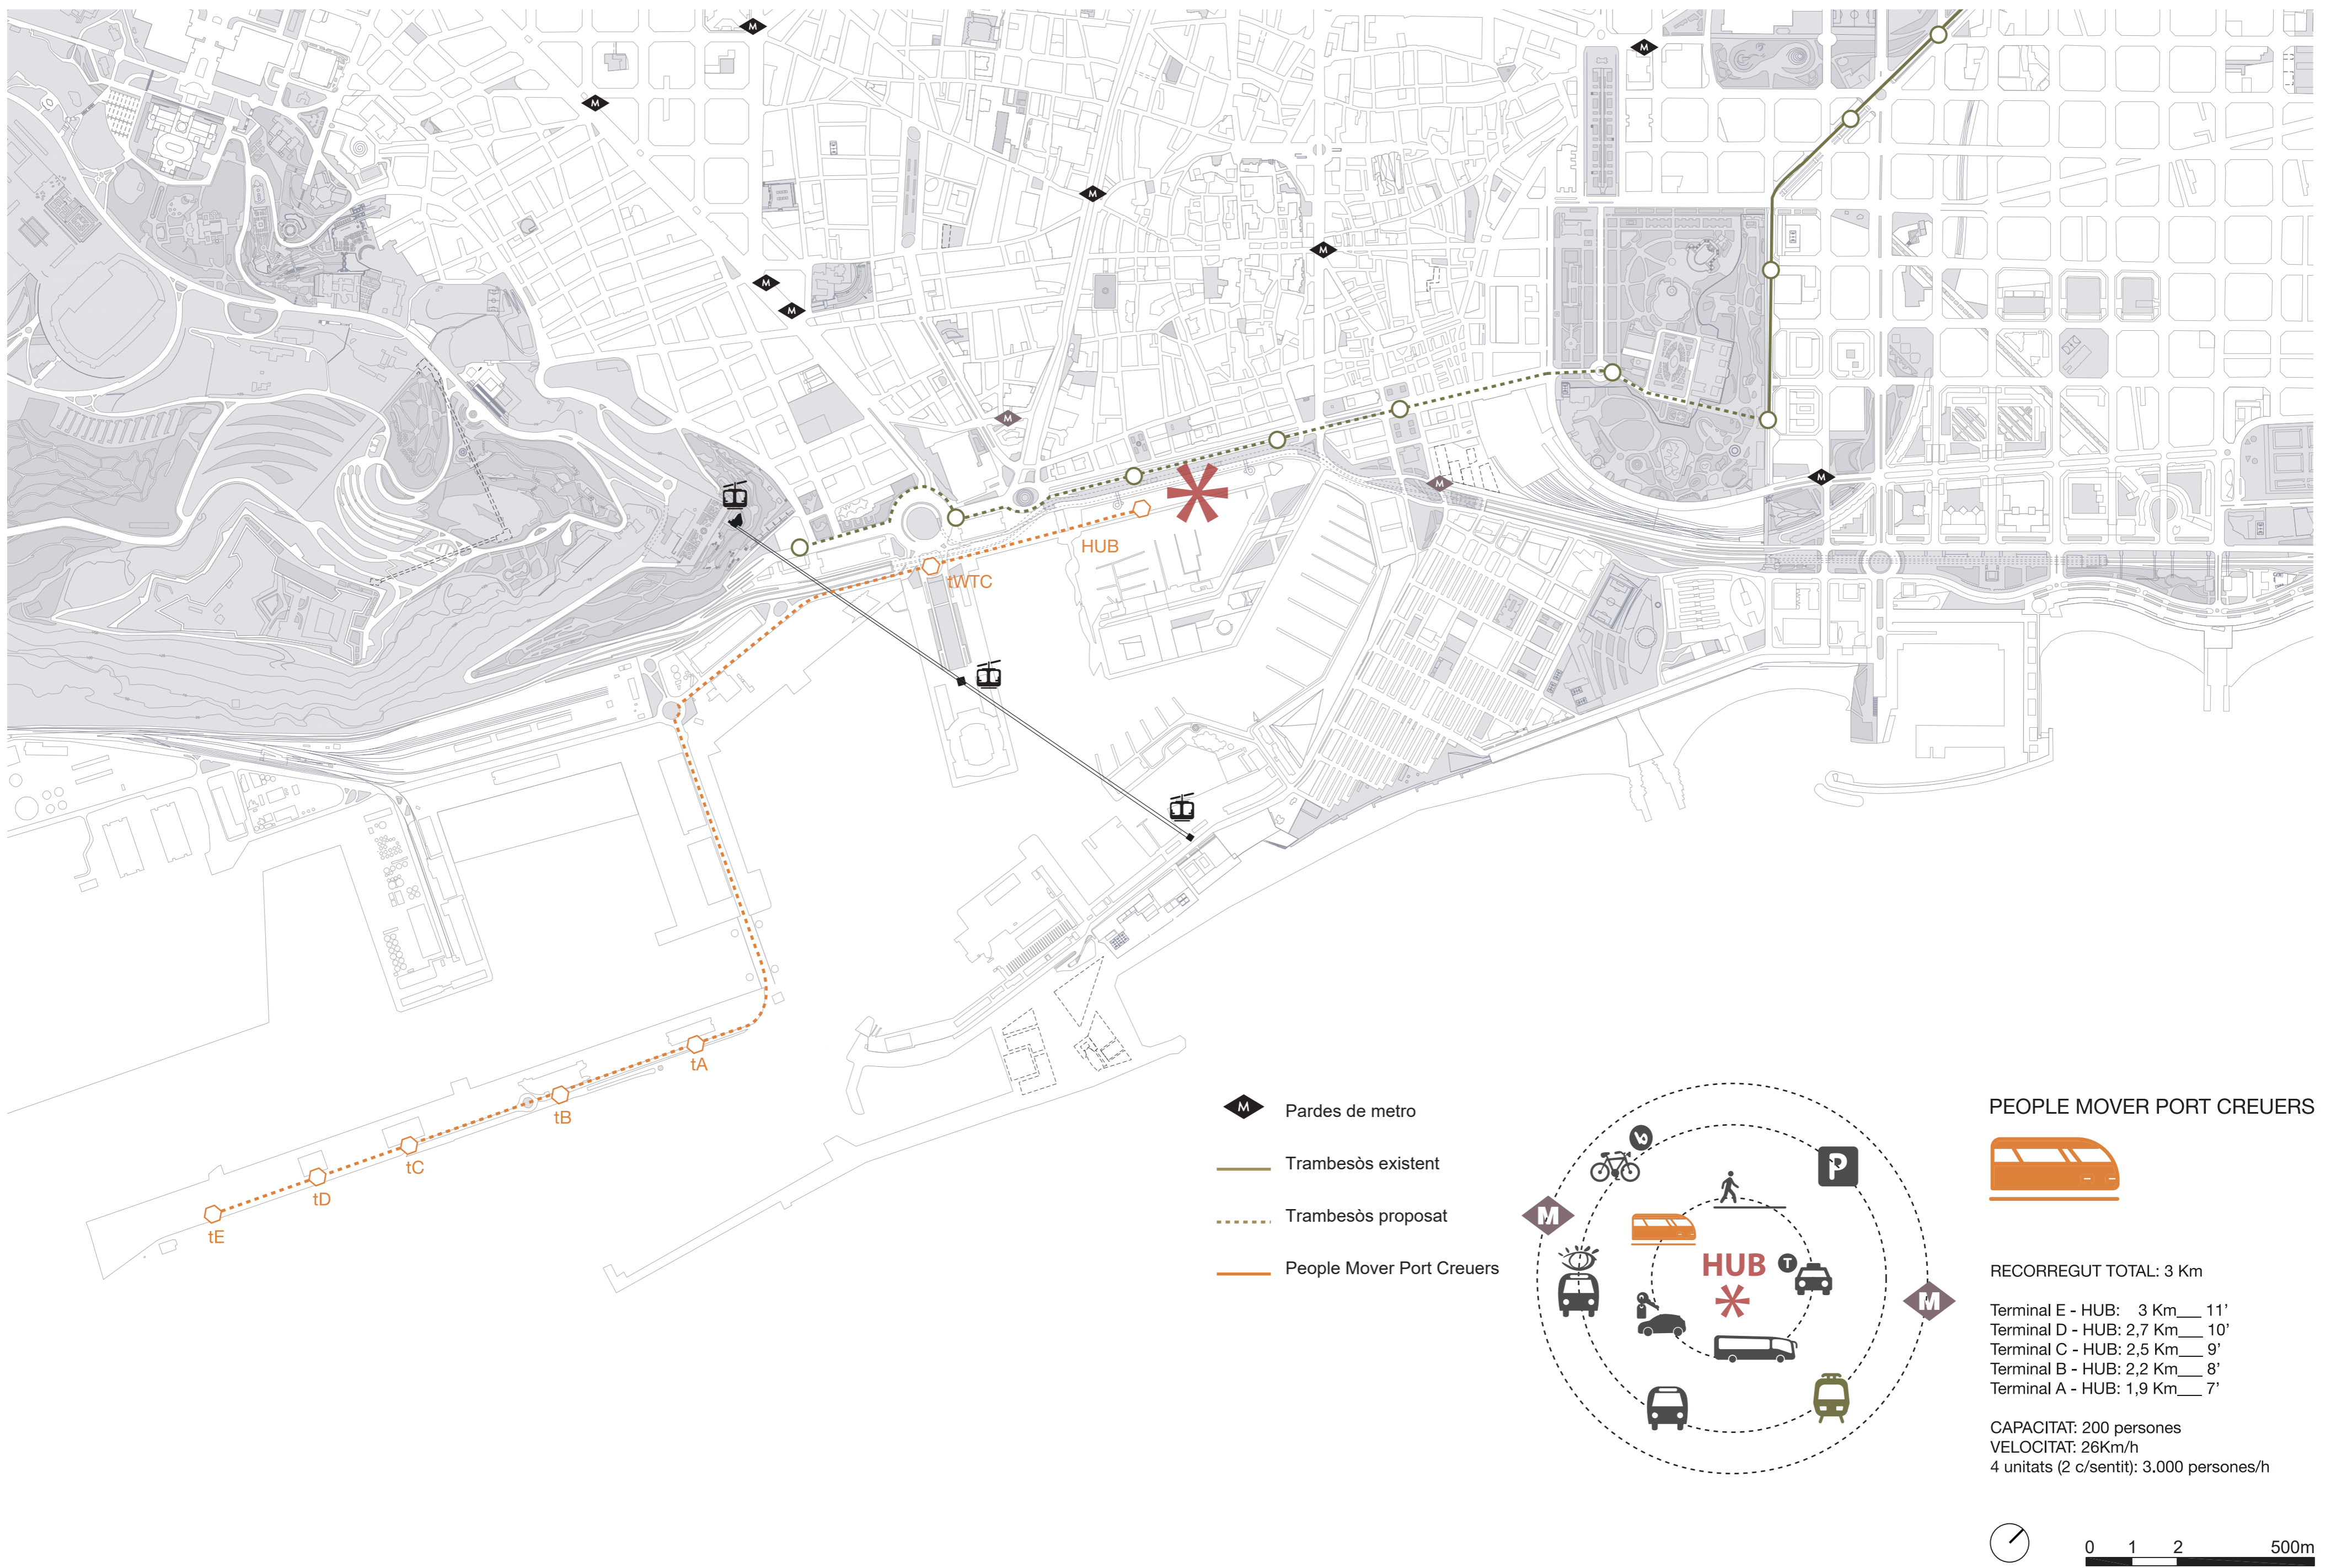 M
M
M
M
M
M
M
M
M
M
HUB
tWTC
tA
tB
tC
tD
tE
M Pardes de metro
Trambesòs existent
Trambesòs proposat
People Mover Port Creuers
P
M
HUB
T
M
PEOPLE MOVER PORT CREUERS
RECORREGUT TOTAL: 3 Km
Terminal E - HUB: 3 Km___ 11’
Terminal D - HUB: 2,7 Km___ 10’
Terminal C - HUB: 2,5 Km___ 9’
Terminal B - HUB: 2,2 Km___ 8’
Terminal A - HUB: 1,9 Km___ 7’
CAPACITAT: 200 persones
VELOCITAT: 26Km/h
4 unitats (2 c/sentit): 3.000 persones/h
0 1 2 500m